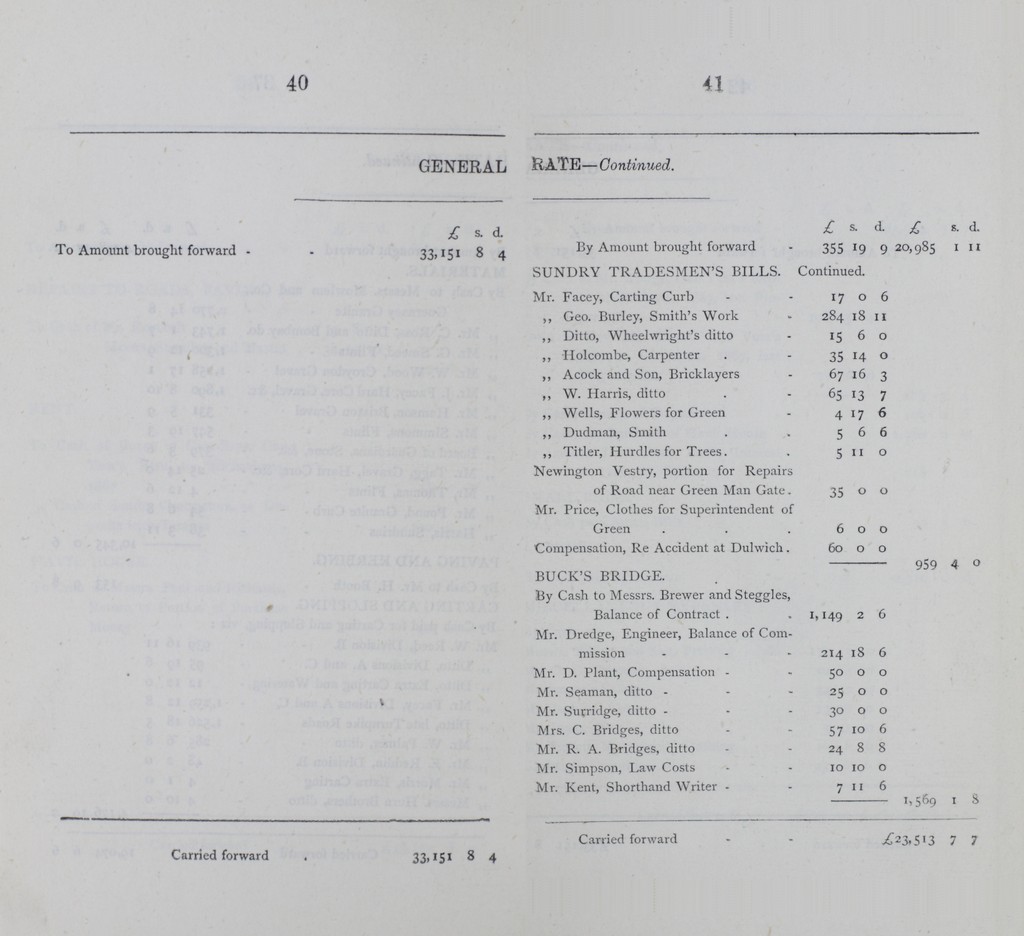 40
GENERAL
£ s. d.
To Amount brought forward - - 33,151 8 4
Carried forward . 33,151 8 4
41
RATE—Continued.
£ s. d. £ s. d.
By Amount brought forward - 355 19 9 20,985 1 11
SUNDRY TRADESMEN'S BILLS. Continued.
Mr. Facey, Carting Curb - - 17 0 6
,, Geo. Burley, Smith's Work - 284 18 11
,, Ditto, Wheelwright's ditto - 15 6 0
,, Holcombe, Carpenter . - 35 14 0
,, Acock and Son, Bricklayers - 67 16 3
,, W. Harris, ditto . - 65 13 7
,, Wells, Flowers for Green - 4 17 6
,, Dudman, Smith . . 5 6 6
,, Titler, Hurdles for Trees . . 5 11 0
Newington Vestry, portion for Repairs
of Road near Green Man Gate . 35 0 0
Mr. Price, Clothes for Superintendent of
Green . . . 6 0 0
Compensation, Re Accident at Dulwich . 60 0 0
959 4 0
BUCK'S BRIDGE.
By Cash to Messrs. Brewer and Steggles,
Balance of Contract . . 1,149 2 6
Mr. Dredge, Engineer, Balance of Com-
mission - - - 214 18 6
Mr. D. Plant, Compensation - - 50 0 0
Mr. Seaman, ditto - - - 25 0 0
Mr. Surridge, ditto - - - 30 0 0
Mrs. C. Bridges, ditto - - 57 10 6
Mr. R. A. Bridges, ditto - - 24 8 8
Mr. Simpson, Law Costs - - 10 10 0
Mr. Kent, Shorthand Writer - - 7 11 6
1,569 1 8
Carried forward - - £23,513 7 7